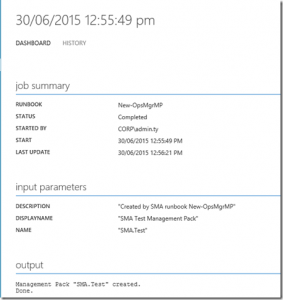 30/06/2015 12:55:49 pm
DASHBOARD HISTORY
job summary
RUNBOOK New-OpsMgrMP
STATUS Completed
STARTED BY CORP\admin.ty
START 30/06/2015 12:55:49 PM
LAST UPDATE 30/06/2015 12:56:21 PM
input parameters
DESCRIPTION "Created by SMA runbook New-OpsMgrMP"
DISPLAYNAME "SMA Test Management Pack"
NAME "SMA.Test"
output
Management Pack "SMA.Test" created.
Done.